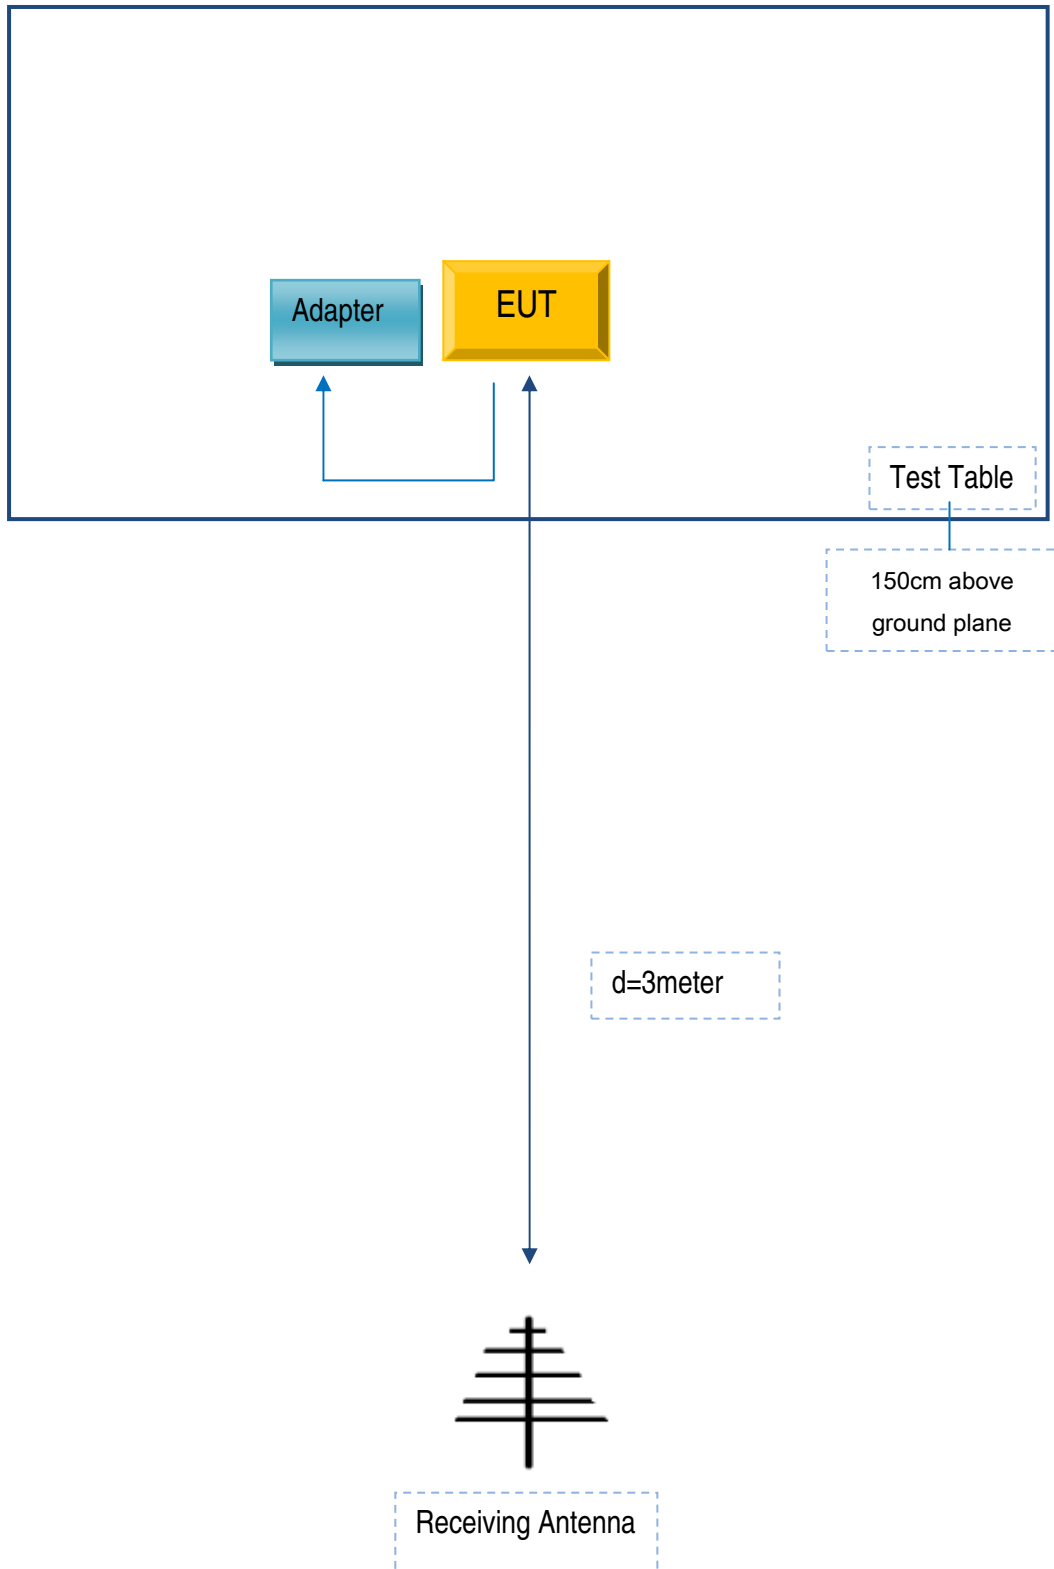 Adapter
EUT
Test Table
150cm above
ground plane
d=3meter
Receiving Antenna